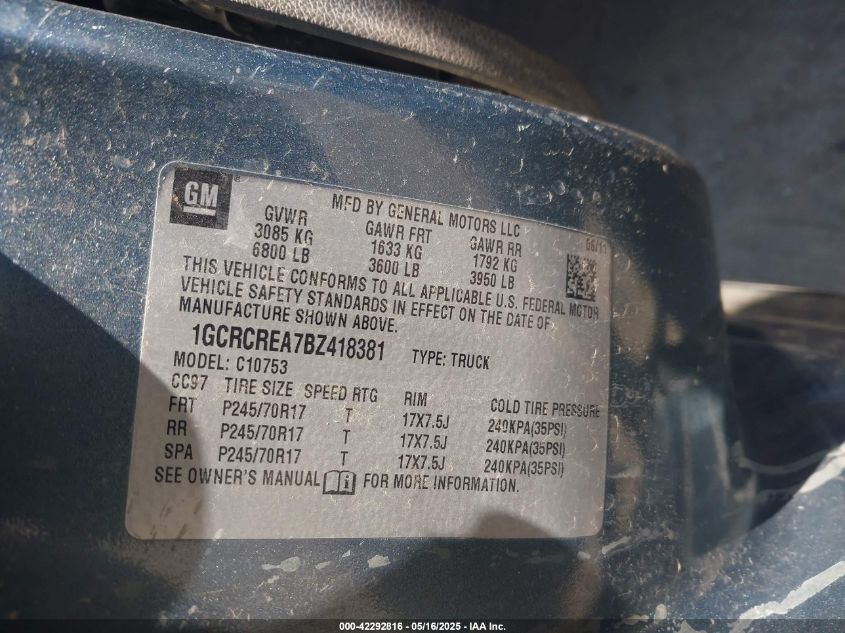 GM
MFD BY GENERAL MOTORS LLC
GVWR GAWR FRT GAWR RR 06/11
3085 KG 1633 KG 1792 KG
6800 LB 3600 LB 3950 LB
THIS VEHICLE CONFORMS TO ALL APPLICABLE U.S. FEDERAL MOTOR
VEHICLE SAFETY STANDARDS IN EFFECT ON THE DATE OF
MANUFACTURE SHOWN ABOVE.
1GCRCREA7BZ418381 TYPE: TRUCK
MODEL: C10753
CC97 TIRE SIZE SPEED RTG RIM COLD TIRE PRESSURE
FRT P245/70R17 T 17X7.5J 240KPA(35PSI)
RR P245/70R17 T 17X7.5J 240KPA(35PSI)
SPA P245/70R17 T 17X7.5J 240KPA(35PSI)
SEE OWNER'S MANUAL FOR MORE INFORMATION.
000-42292816 - 05/16/2025 - IAA Inc.